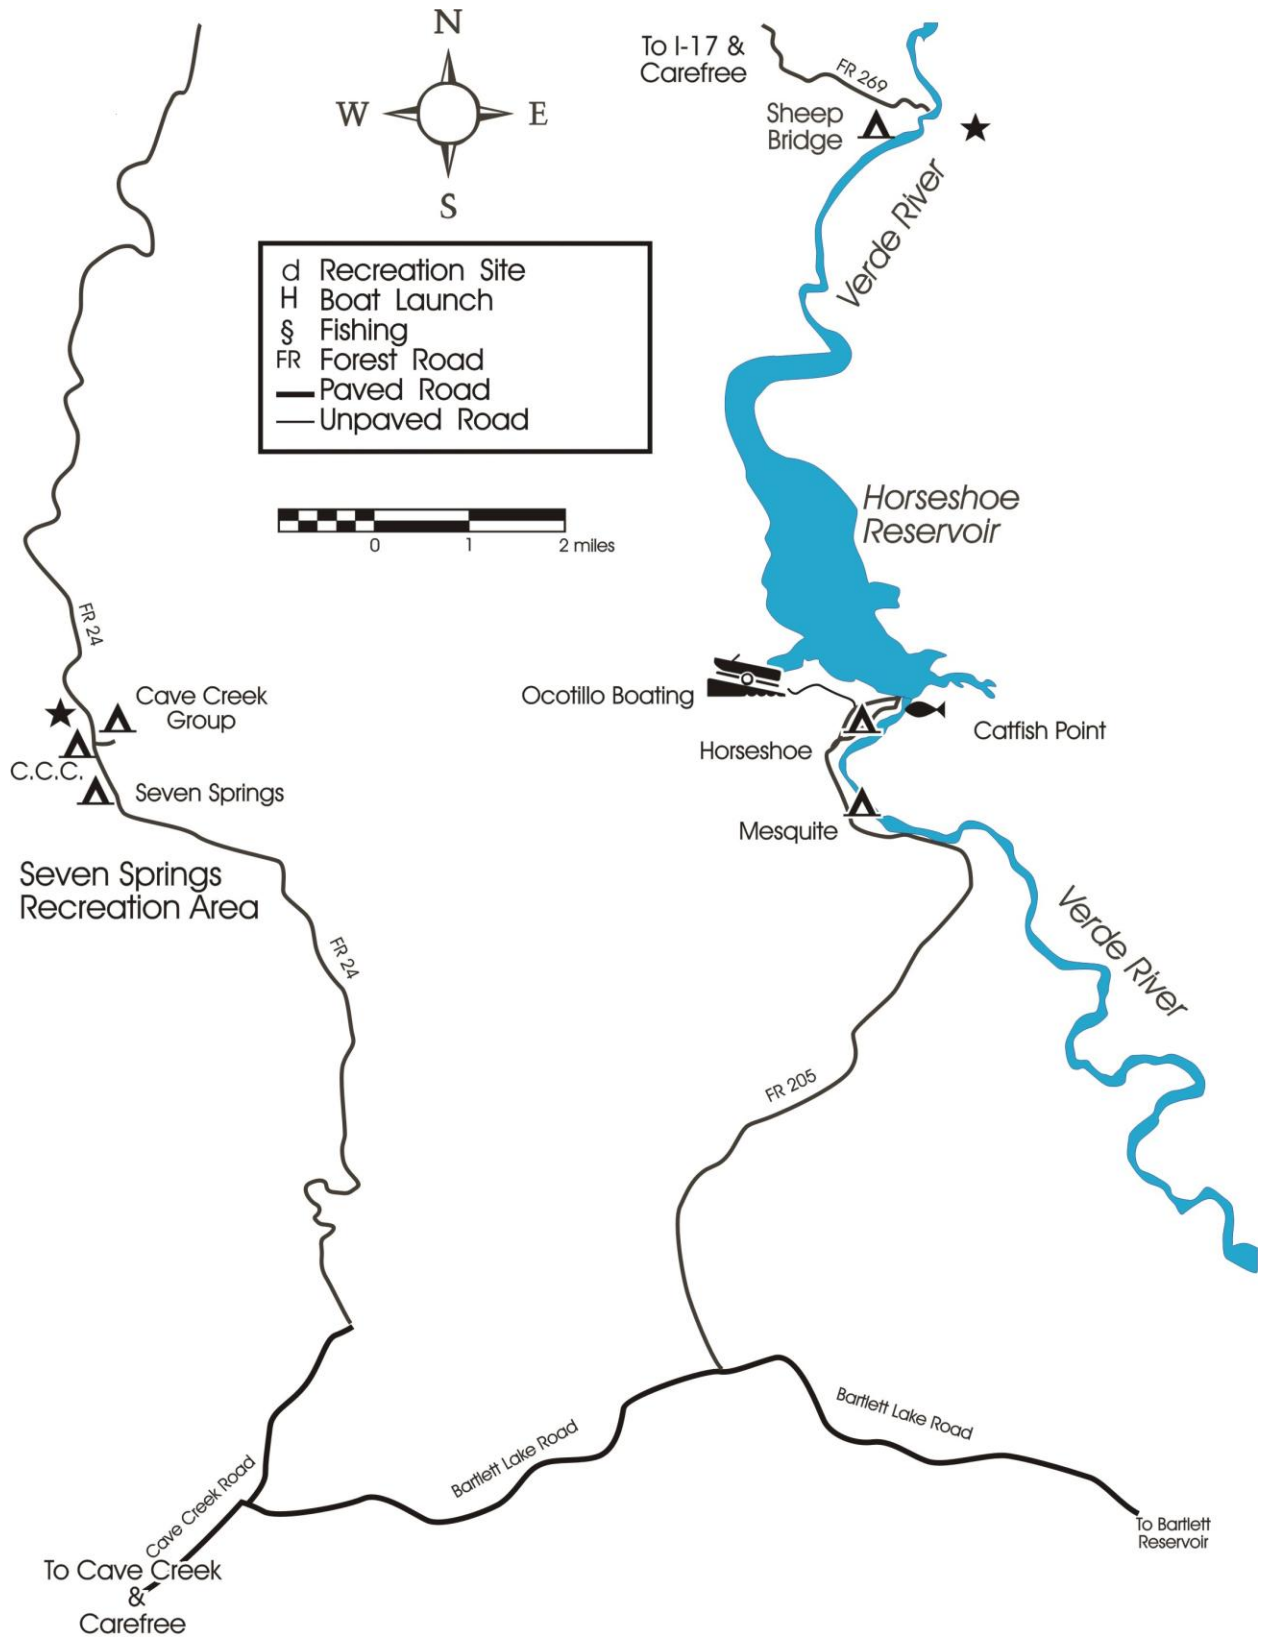 N
W
E
S
To I-17 &
Carefree
FR 269
Sheep
Bridge
Verde River
d Recreation Site
H Boat Launch
§ Fishing
FR Forest Road
Paved Road
Unpaved Road
0 1 2 miles
Horseshoe
Reservoir
FR 24
Cave Creek
Group
C.C.C.
Seven Springs
Seven Springs
Recreation Area
Ocotillo Boating
Catfish Point
Horseshoe
Mesquite
Verde River
FR 24
FR 205
Bartlett Lake Road
Bartlett Lake Road
Cave Creek Road
To Cave Creek
&
Carefree
To Bartlett
Reservoir